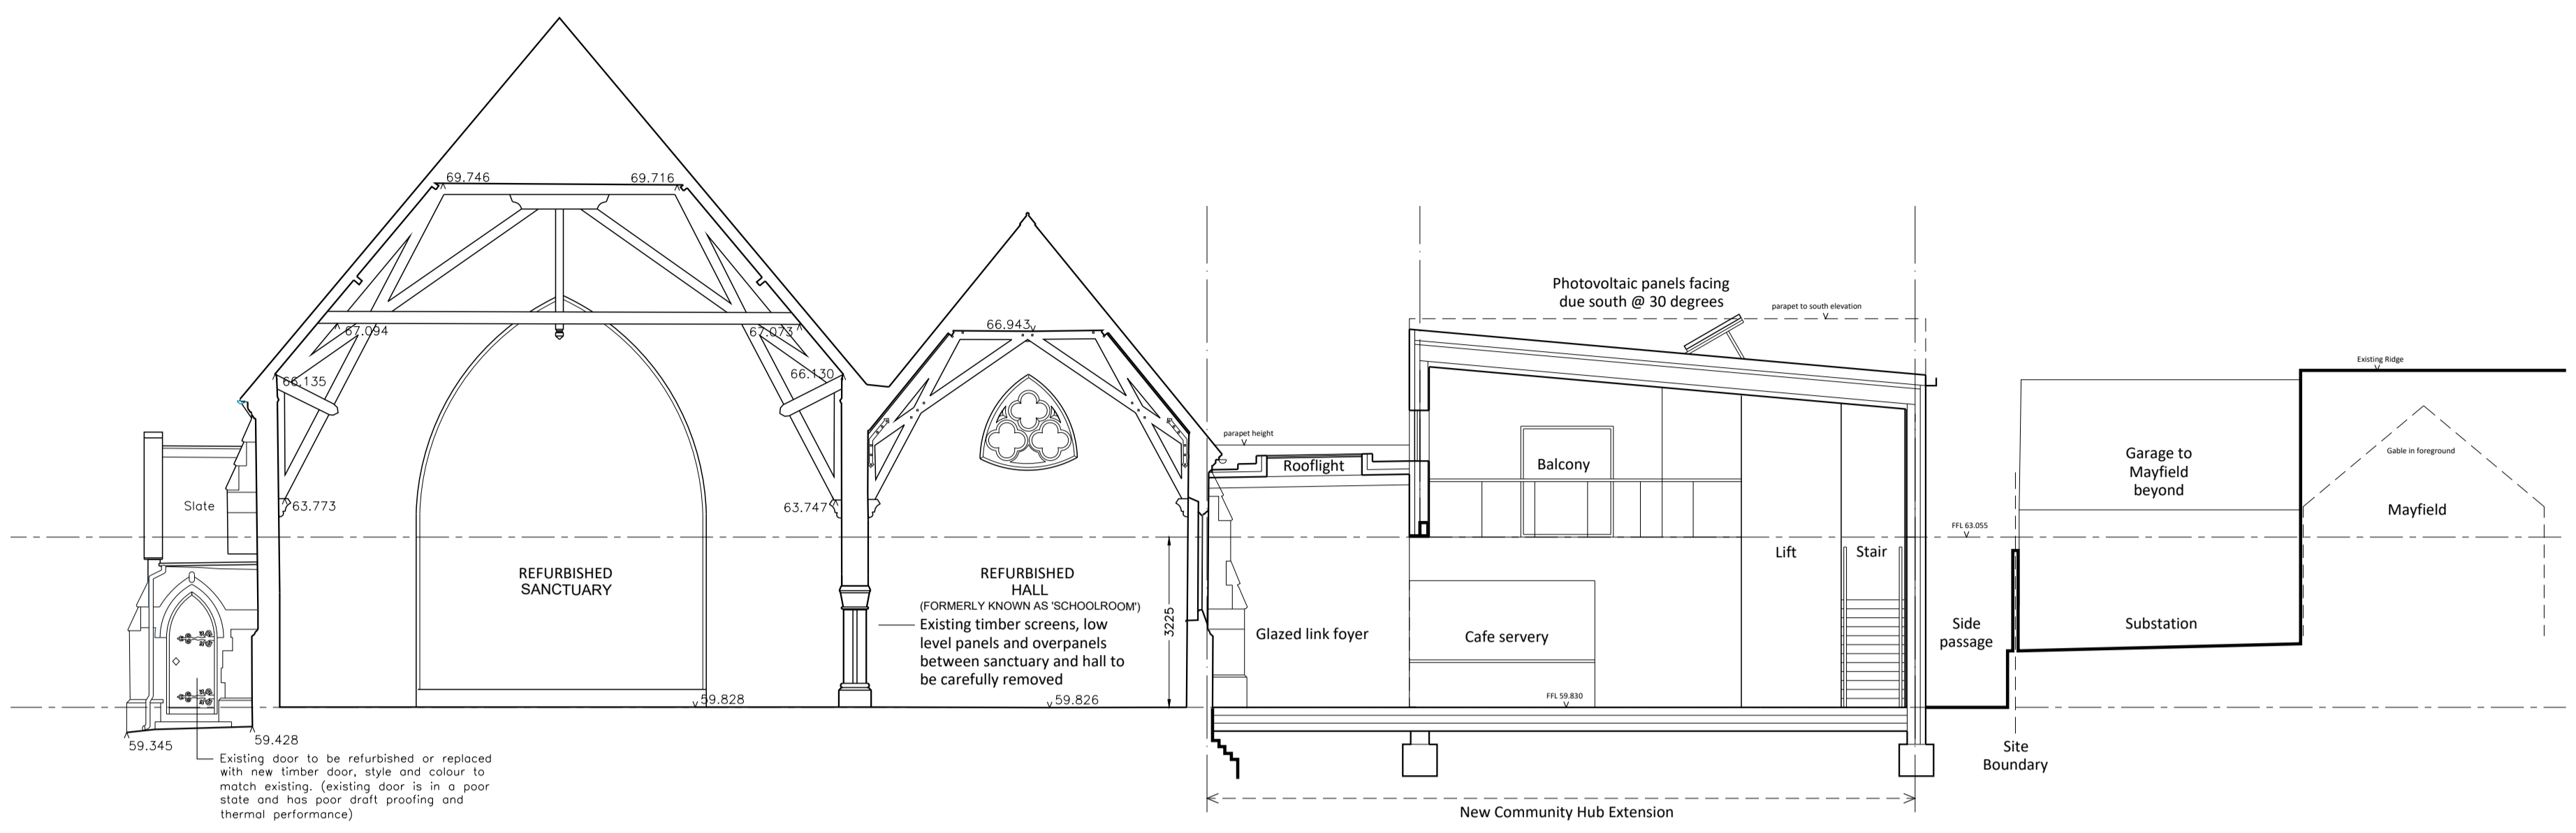 69.746
69.716
67.094
67.073
66.135
66.130
63.773
63.747
Slate
REFURBISHED
SANCTUARY
59.828
59.345
59.428
Existing door to be refurbished or replaced
with new timber door, style and colour to
match existing. (existing door is in a poor
state and has poor draft proofing and
thermal performance)
66.943
REFURBISHED
HALL
(FORMERLY KNOWN AS 'SCHOOLROOM')
Existing timber screens, low
level panels and overpanels
between sanctuary and hall to
be carefully removed
3225
59.826
parapet height
Rooflight
Glazed link foyer
Photovoltaic panels facing
due south @ 30 degrees
parapet to south elevation
Balcony
Cafe servery
Lift
Stair
FFL 59.830
New Community Hub Extension
FFL 63.055
Side
passage
Site
Boundary
Garage to
Mayfield
beyond
Substation
Existing Ridge
Gable in foreground
Mayfield